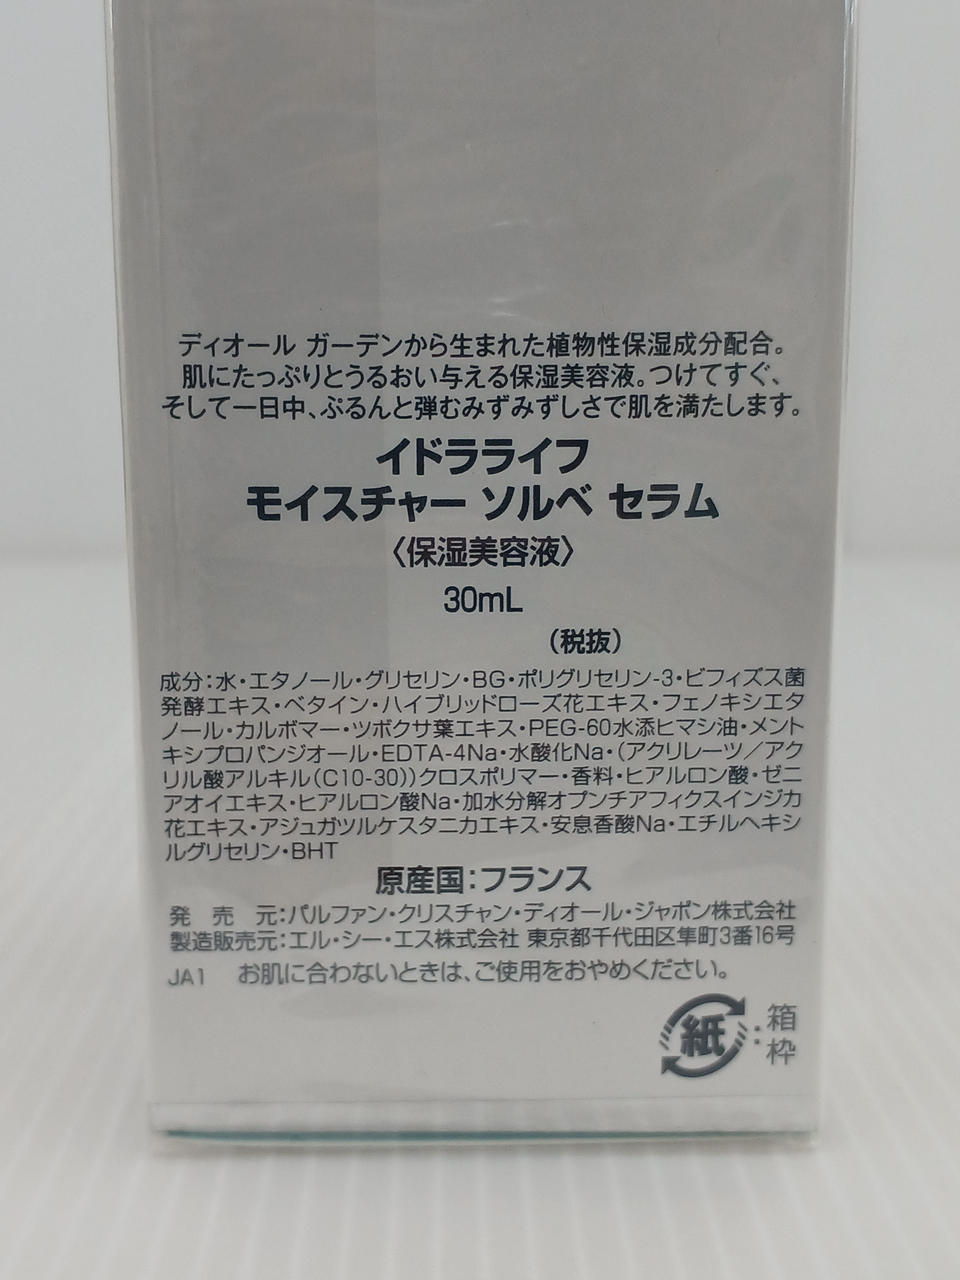 ディオール ガーデンから生まれた植物性保湿成分配合。
肌にたっぷりとうるおい与える保湿美容液。つけてすぐ、
そして一日中、ぷるんと弾むみずみずしさで肌を満たします。
イドラライフ
モイスチャー ソルベ セラム
〈保湿美容液〉
30mL
(税抜)
成分:水・エタノール・グリセリン・BG・ポリグリセリン-3・ビフィズス菌
発酵エキス・ベタイン・ハイブリッドローズ花エキス・フェノキシエタ
ノール・カルボマー・ツボクサ葉エキス・PEG-60水添ヒマシ油・メント
キシプロパンジオール・EDTA-4Na・水酸化Na・(アクリレーツ/アク
リル酸アルキル(C10-30))クロスポリマー・香料・ヒアルロン酸・ゼニ
アオイエキス・ヒアルロン酸Na・加水分解オプンチアフィクスインジカ
花エキス・アジュガツルケスタニカエキス・安息香酸Na・エチルヘキシ
ルグリセリン・BHT
原産国:フランス
発 売 元:パルファン・クリスチャン・ディオール・ジャポン株式会社
製造販売元:エル・シー・エス株式会社 東京都千代田区隼町3番16号
JA1 お肌に合わないときは、ご使用をおやめください。
紙:箱
枠